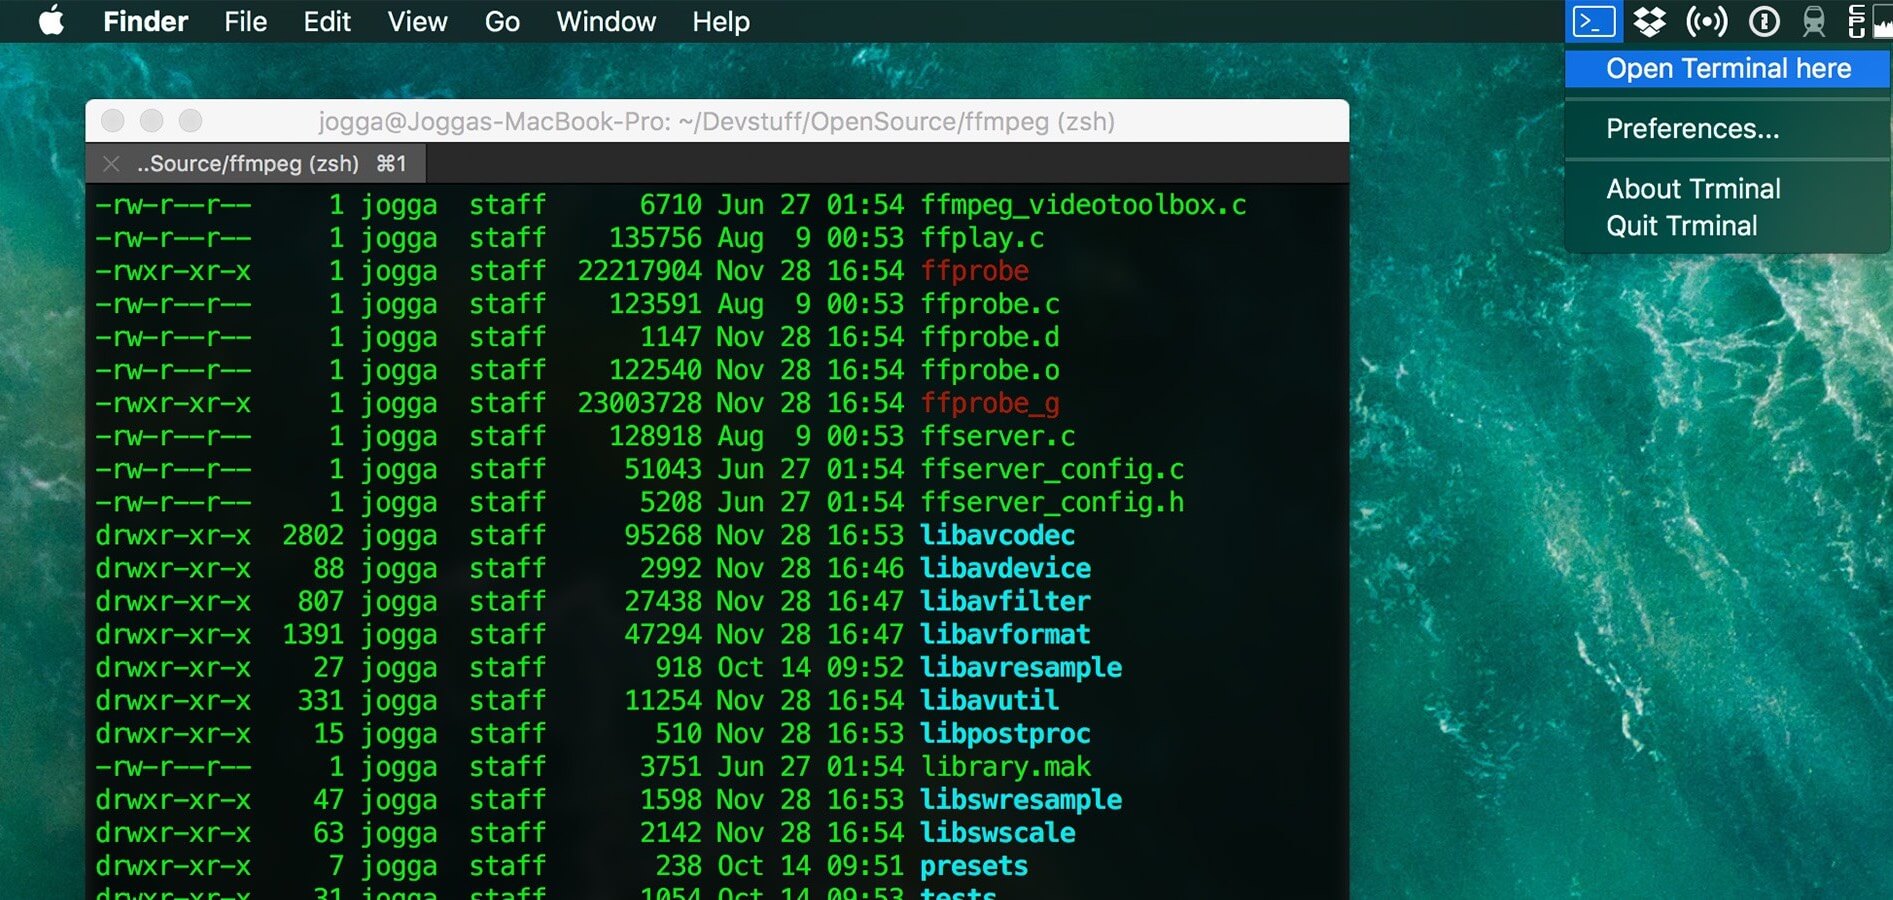 Finder File Edit View Go Window Help
Open Terminal here
Preferences...
About Trminal
Quit Trminal
jogga@Joggas-MacBook-Pro: ~/Devstuff/OpenSource/ffmpeg (zsh)
..Source/ffmpeg (zsh) ⌘1
-rw-r--r-- 1 jogga staff 6710 Jun 27 01:54 ffmpeg_videotoolbox.c
-rw-r--r-- 1 jogga staff 135756 Aug 9 00:53 ffplay.c
-rwxr-xr-x 1 jogga staff 22217904 Nov 28 16:54 ffprobe
-rw-r--r-- 1 jogga staff 123591 Aug 9 00:53 ffprobe.c
-rw-r--r-- 1 jogga staff 1147 Nov 28 16:54 ffprobe.d
-rw-r--r-- 1 jogga staff 122540 Nov 28 16:54 ffprobe.o
-rwxr-xr-x 1 jogga staff 23003728 Nov 28 16:54 ffprobe_g
-rw-r--r-- 1 jogga staff 128918 Aug 9 00:53 ffserver.c
-rw-r--r-- 1 jogga staff 51043 Jun 27 01:54 ffserver_config.c
-rw-r--r-- 1 jogga staff 5208 Jun 27 01:54 ffserver_config.h
drwxr-xr-x 2802 jogga staff 95268 Nov 28 16:53 libavcodec
drwxr-xr-x 88 jogga staff 2992 Nov 28 16:46 libavdevice
drwxr-xr-x 807 jogga staff 27438 Nov 28 16:47 libavfilter
drwxr-xr-x 1391 jogga staff 47294 Nov 28 16:47 libavformat
drwxr-xr-x 27 jogga staff 918 Oct 14 09:52 libavresample
drwxr-xr-x 331 jogga staff 11254 Nov 28 16:54 libavutil
drwxr-xr-x 15 jogga staff 510 Nov 28 16:53 libpostproc
-rw-r--r-- 1 jogga staff 3751 Jun 27 01:54 library.mak
drwxr-xr-x 47 jogga staff 1598 Nov 28 16:53 libswresample
drwxr-xr-x 63 jogga staff 2142 Nov 28 16:54 libswscale
drwxr-xr-x 7 jogga staff 238 Oct 14 09:51 presets
drwxr-xr-x 31 jogga staff 1054 Oct 14 09:53 tests
CPU